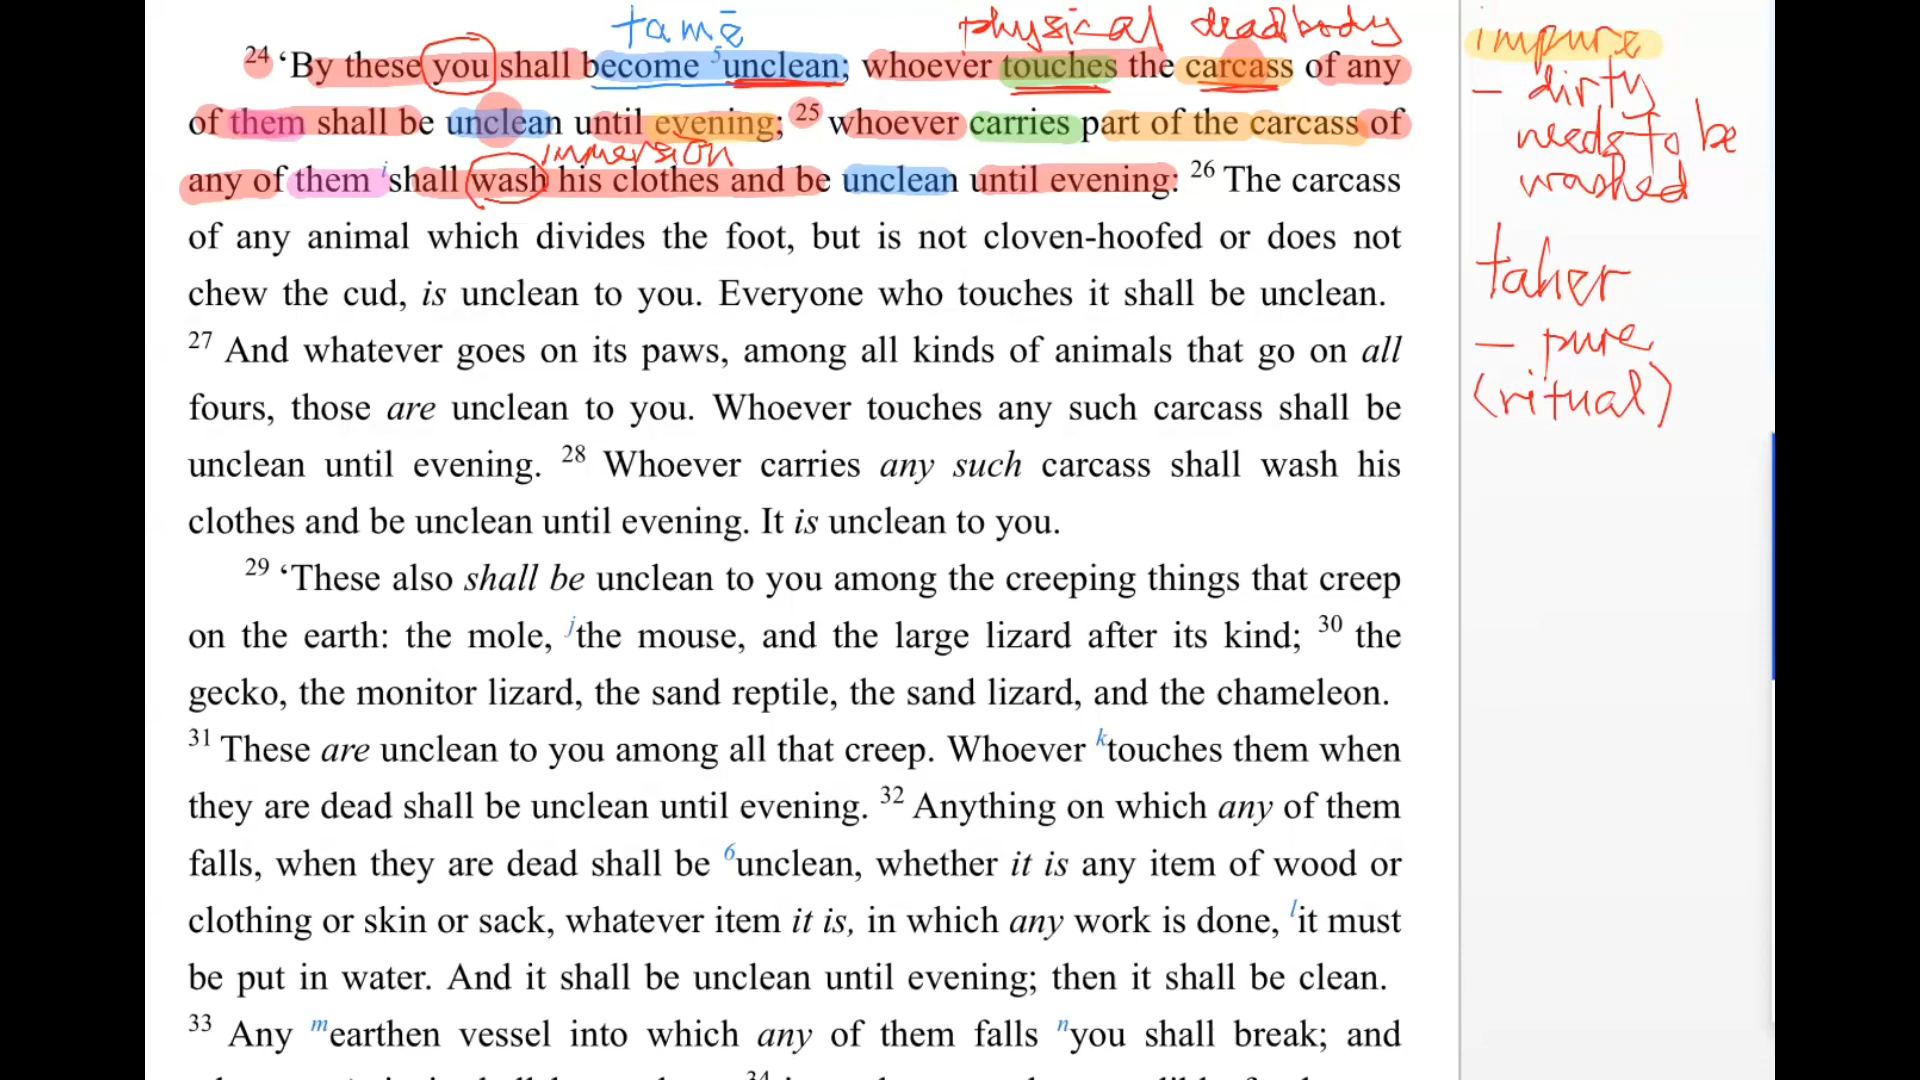 tamē physical deadbody
24 ‘By these you shall become 5unclean; whoever touches the carcass of any
of them shall be unclean until evening; 25 whoever carries part of the carcass of
immersion
any of them ishall wash his clothes and be unclean until evening: 26 The carcass
of any animal which divides the foot, but is not cloven-hoofed or does not
chew the cud, is unclean to you. Everyone who touches it shall be unclean.
27 And whatever goes on its paws, among all kinds of animals that go on all
fours, those are unclean to you. Whoever touches any such carcass shall be
unclean until evening. 28 Whoever carries any such carcass shall wash his
clothes and be unclean until evening. It is unclean to you.
29 ‘These also shall be unclean to you among the creeping things that creep
on the earth: the mole, jthe mouse, and the large lizard after its kind; 30 the
gecko, the monitor lizard, the sand reptile, the sand lizard, and the chameleon.
31 These are unclean to you among all that creep. Whoever ktouches them when
they are dead shall be unclean until evening. 32 Anything on which any of them
falls, when they are dead shall be 6unclean, whether it is any item of wood or
clothing or skin or sack, whatever item it is, in which any work is done, lit must
be put in water. And it shall be unclean until evening; then it shall be clean.
33 Any mearthen vessel into which any of them falls nyou shall break; and
34
impure
– dirty
needs to be
washed
taher
– pure
(ritual)